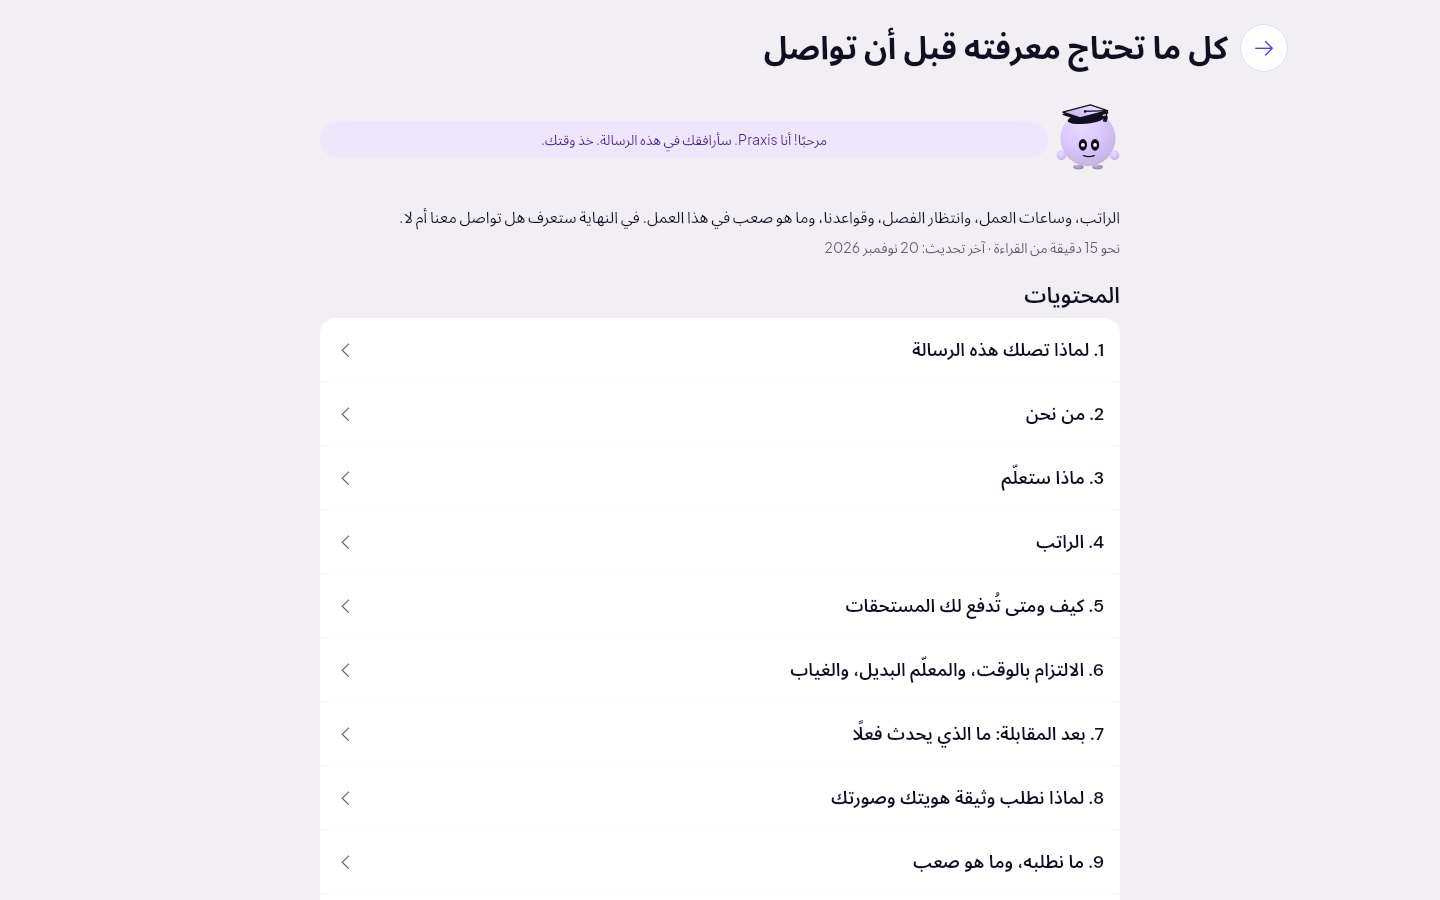 كل ما تحتاج معرفته قبل أن تواصل
مرحبًا! أنا Praxis. سأرافقك في هذه الرسالة. خذ وقتك.
الراتب، وساعات العمل، وانتظار الفصل، وقواعدنا، وما هو صعب في هذا العمل. في النهاية ستعرف هل تواصل معنا أم لا.
نحو 15 دقيقة من القراءة · آخر تحديث: 20 نوفمبر 2026
المحتويات
1. لماذا تصلك هذه الرسالة
2. من نحن
3. ماذا ستعلّم
4. الراتب
5. كيف ومتى تُدفع لك المستحقات
6. الالتزام بالوقت، والمعلّم البديل، والغياب
7. بعد المقابلة: ما الذي يحدث فعلًا
8. لماذا نطلب وثيقة هويتك وصورتك
9. ما نطلبه، وما هو صعب